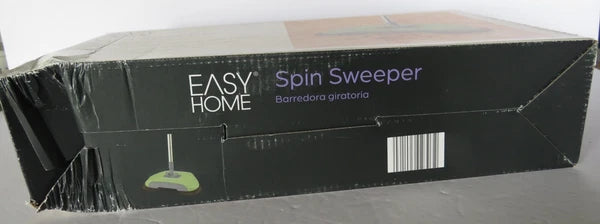 EASY
HOME®
Spin Sweeper
Barredora giratoria